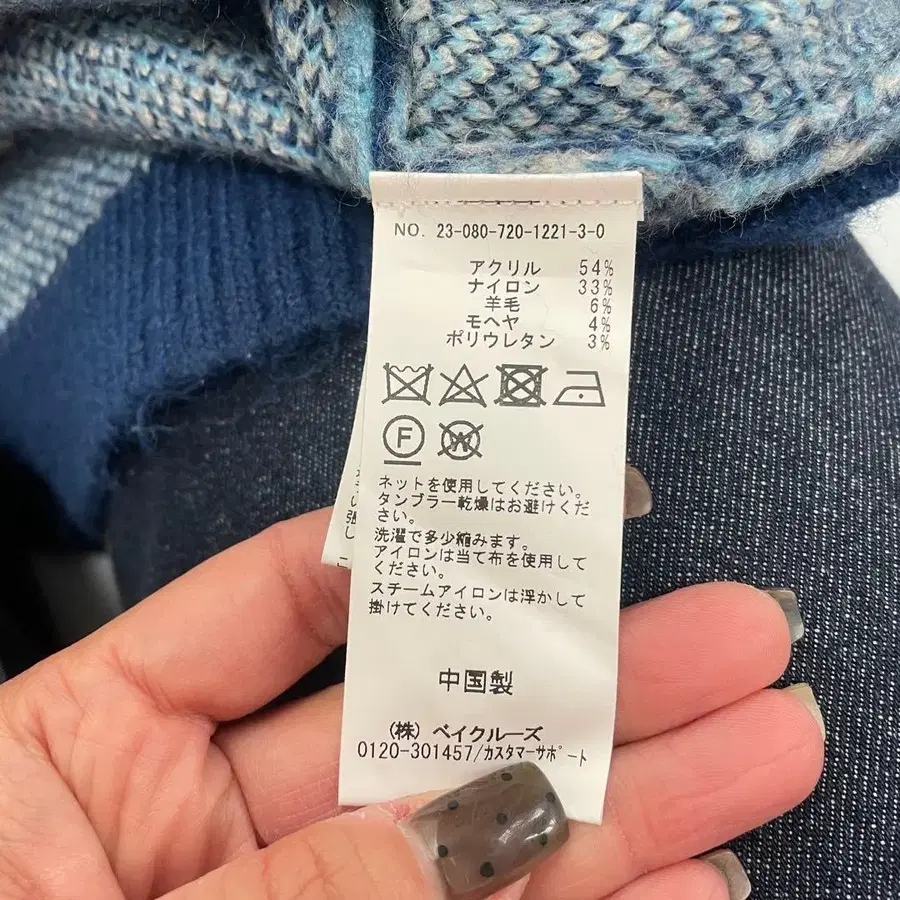 NO. 23-080-720-1221-3-0
アクリル 54%
ナイロン 33%
羊毛 6%
モヘヤ 4%
ポリウレタン 3%
F W
ネットを使用してください。
タンブラー乾燥はお避けくだ
さい。
洗濯で多少縮みます。
アイロンは当て布を使用して
ください。
スチームアイロンは浮かして
掛けてください。
中国製
(株) ベイクルーズ
0120-301457/カスタマーサポート